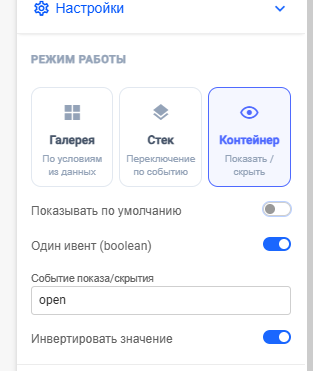 Настройки
РЕЖИМ РАБОТЫ
Галерея
По условиям
из данных
Стек
Переключение
по событию
Контейнер
Показать /
скрыть
Показывать по умолчанию
Один ивент (boolean)
Событие показа/скрытия
open
Инвертировать значение